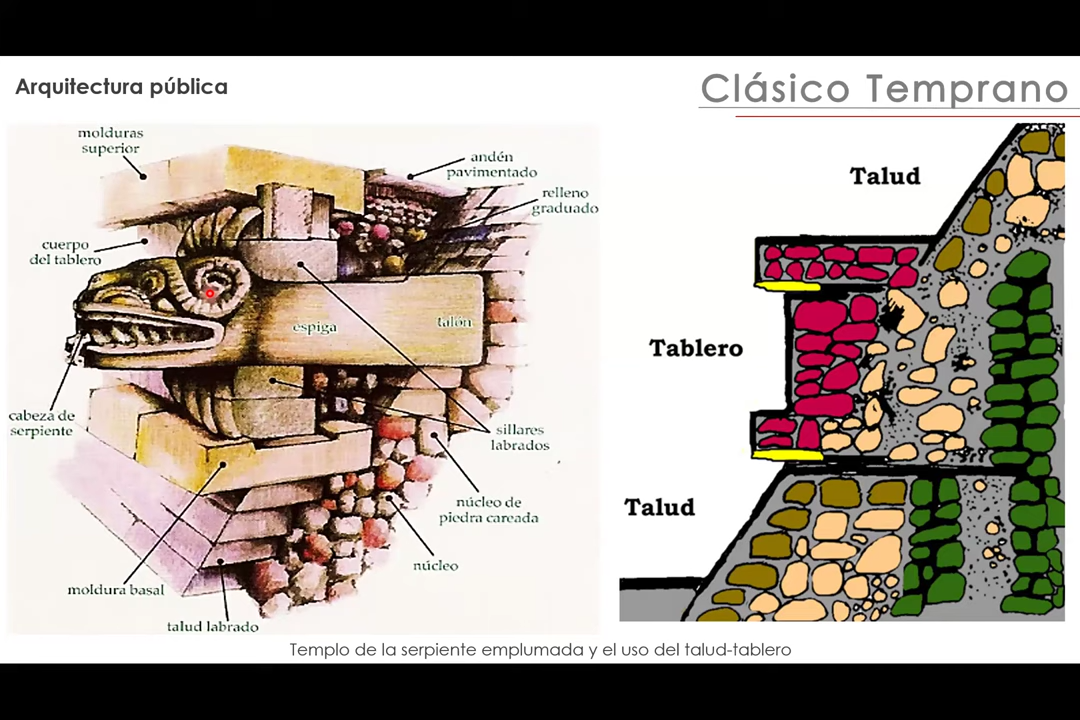 Arquitectura pública
Clásico Temprano
molduras
superior
andén
pavimentado
relleno
graduado
cuerpo
del tablero
espiga
talón
cabeza de
serpiente
sillares
labrados
núcleo de
piedra careada
núcleo
moldura basal
talud labrado
Talud
Tablero
Talud
Templo de la serpiente emplumada y el uso del talud-tablero